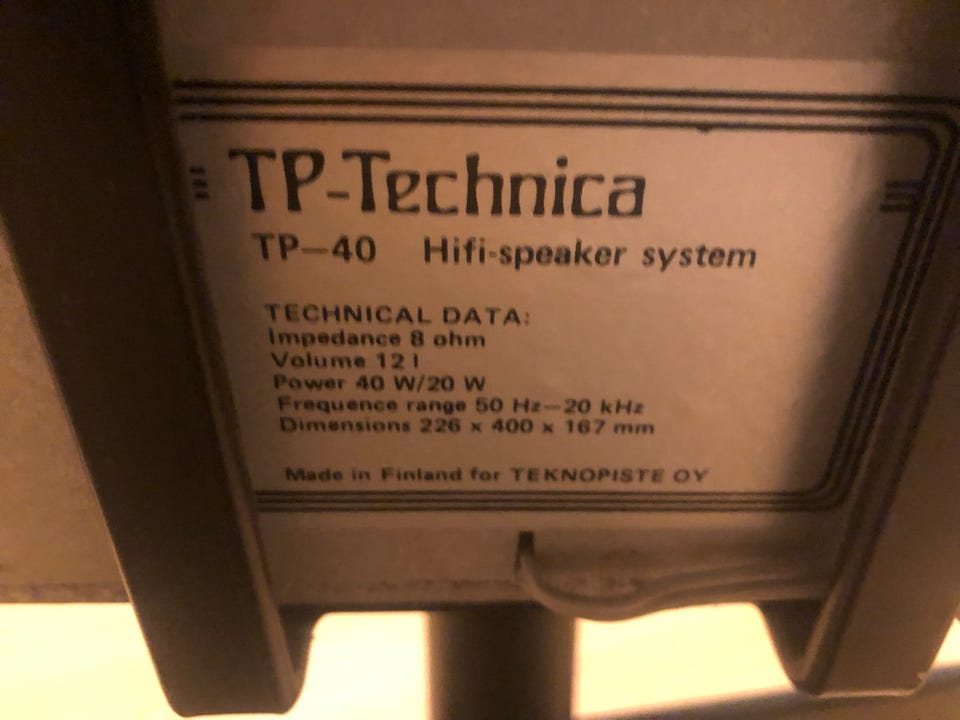 TP-Technica
TP-40 Hifi-speaker system
TECHNICAL DATA:
Impedance 8 ohm
Volume 12 l
Power 40 W/20 W
Frequence range 50 Hz-20 kHz
Dimensions 226 x 400 x 167 mm
Made in Finland for TEKNOPISTE OY